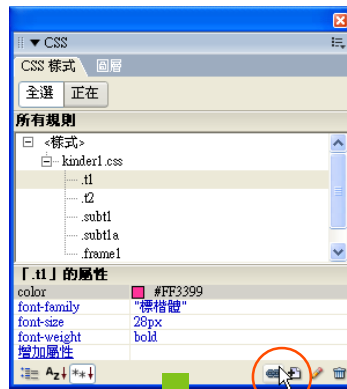 CSS
CSS 樣式 圖層
全選 正在
所有規則
<樣式>
kinder1.css
.t1
.t2
.subt1
.subt1a
.frame1
「.t1」的屬性
color #FF3399
font-family "標楷體"
font-size 28px
font-weight bold
增加屬性
Az↓ **↓